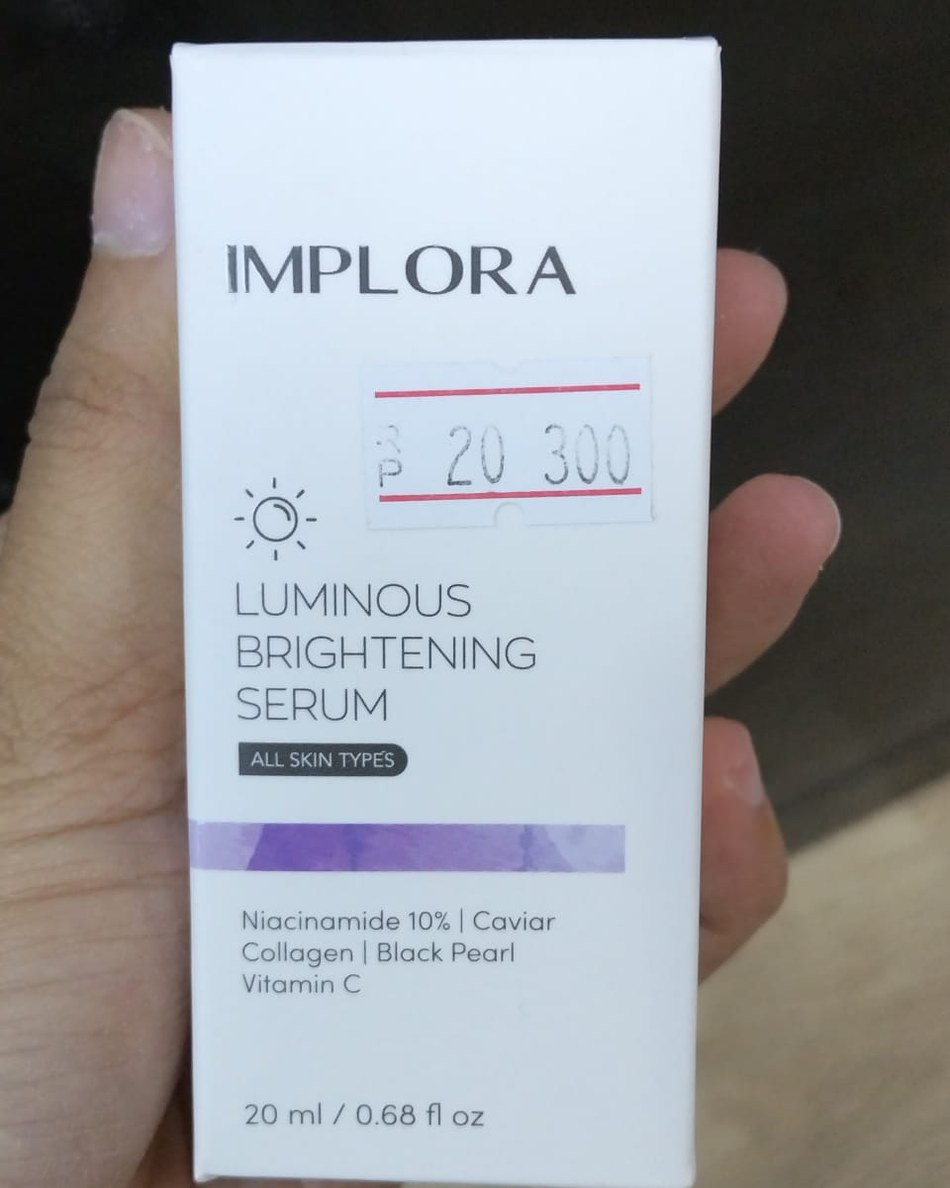 IMPLORA
RP 20 300
LUMINOUS
BRIGHTENING
SERUM
ALL SKIN TYPES
Niacinamide 10% | Caviar
Collagen | Black Pearl
Vitamin C
20 ml / 0.68 fl oz